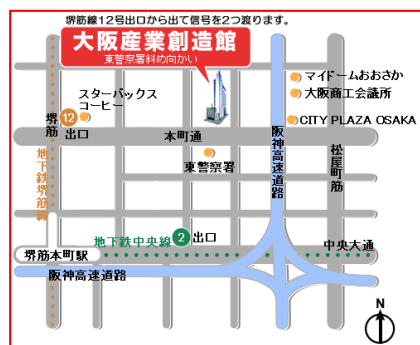 堺筋線12号出口から出て信号を2つ渡ります。
大阪産業創造館
東警察署斜め向かい
マイドームおおさか
大阪商工会議所
CITY PLAZA OSAKA
スターバックス
コーヒー
堺筋
12
出口
本町通
阪神高速道路
松屋町筋
東警察署
地下鉄堺筋線
地下鉄中央線
2
出口
中央大通
堺筋本町駅
阪神高速道路
N